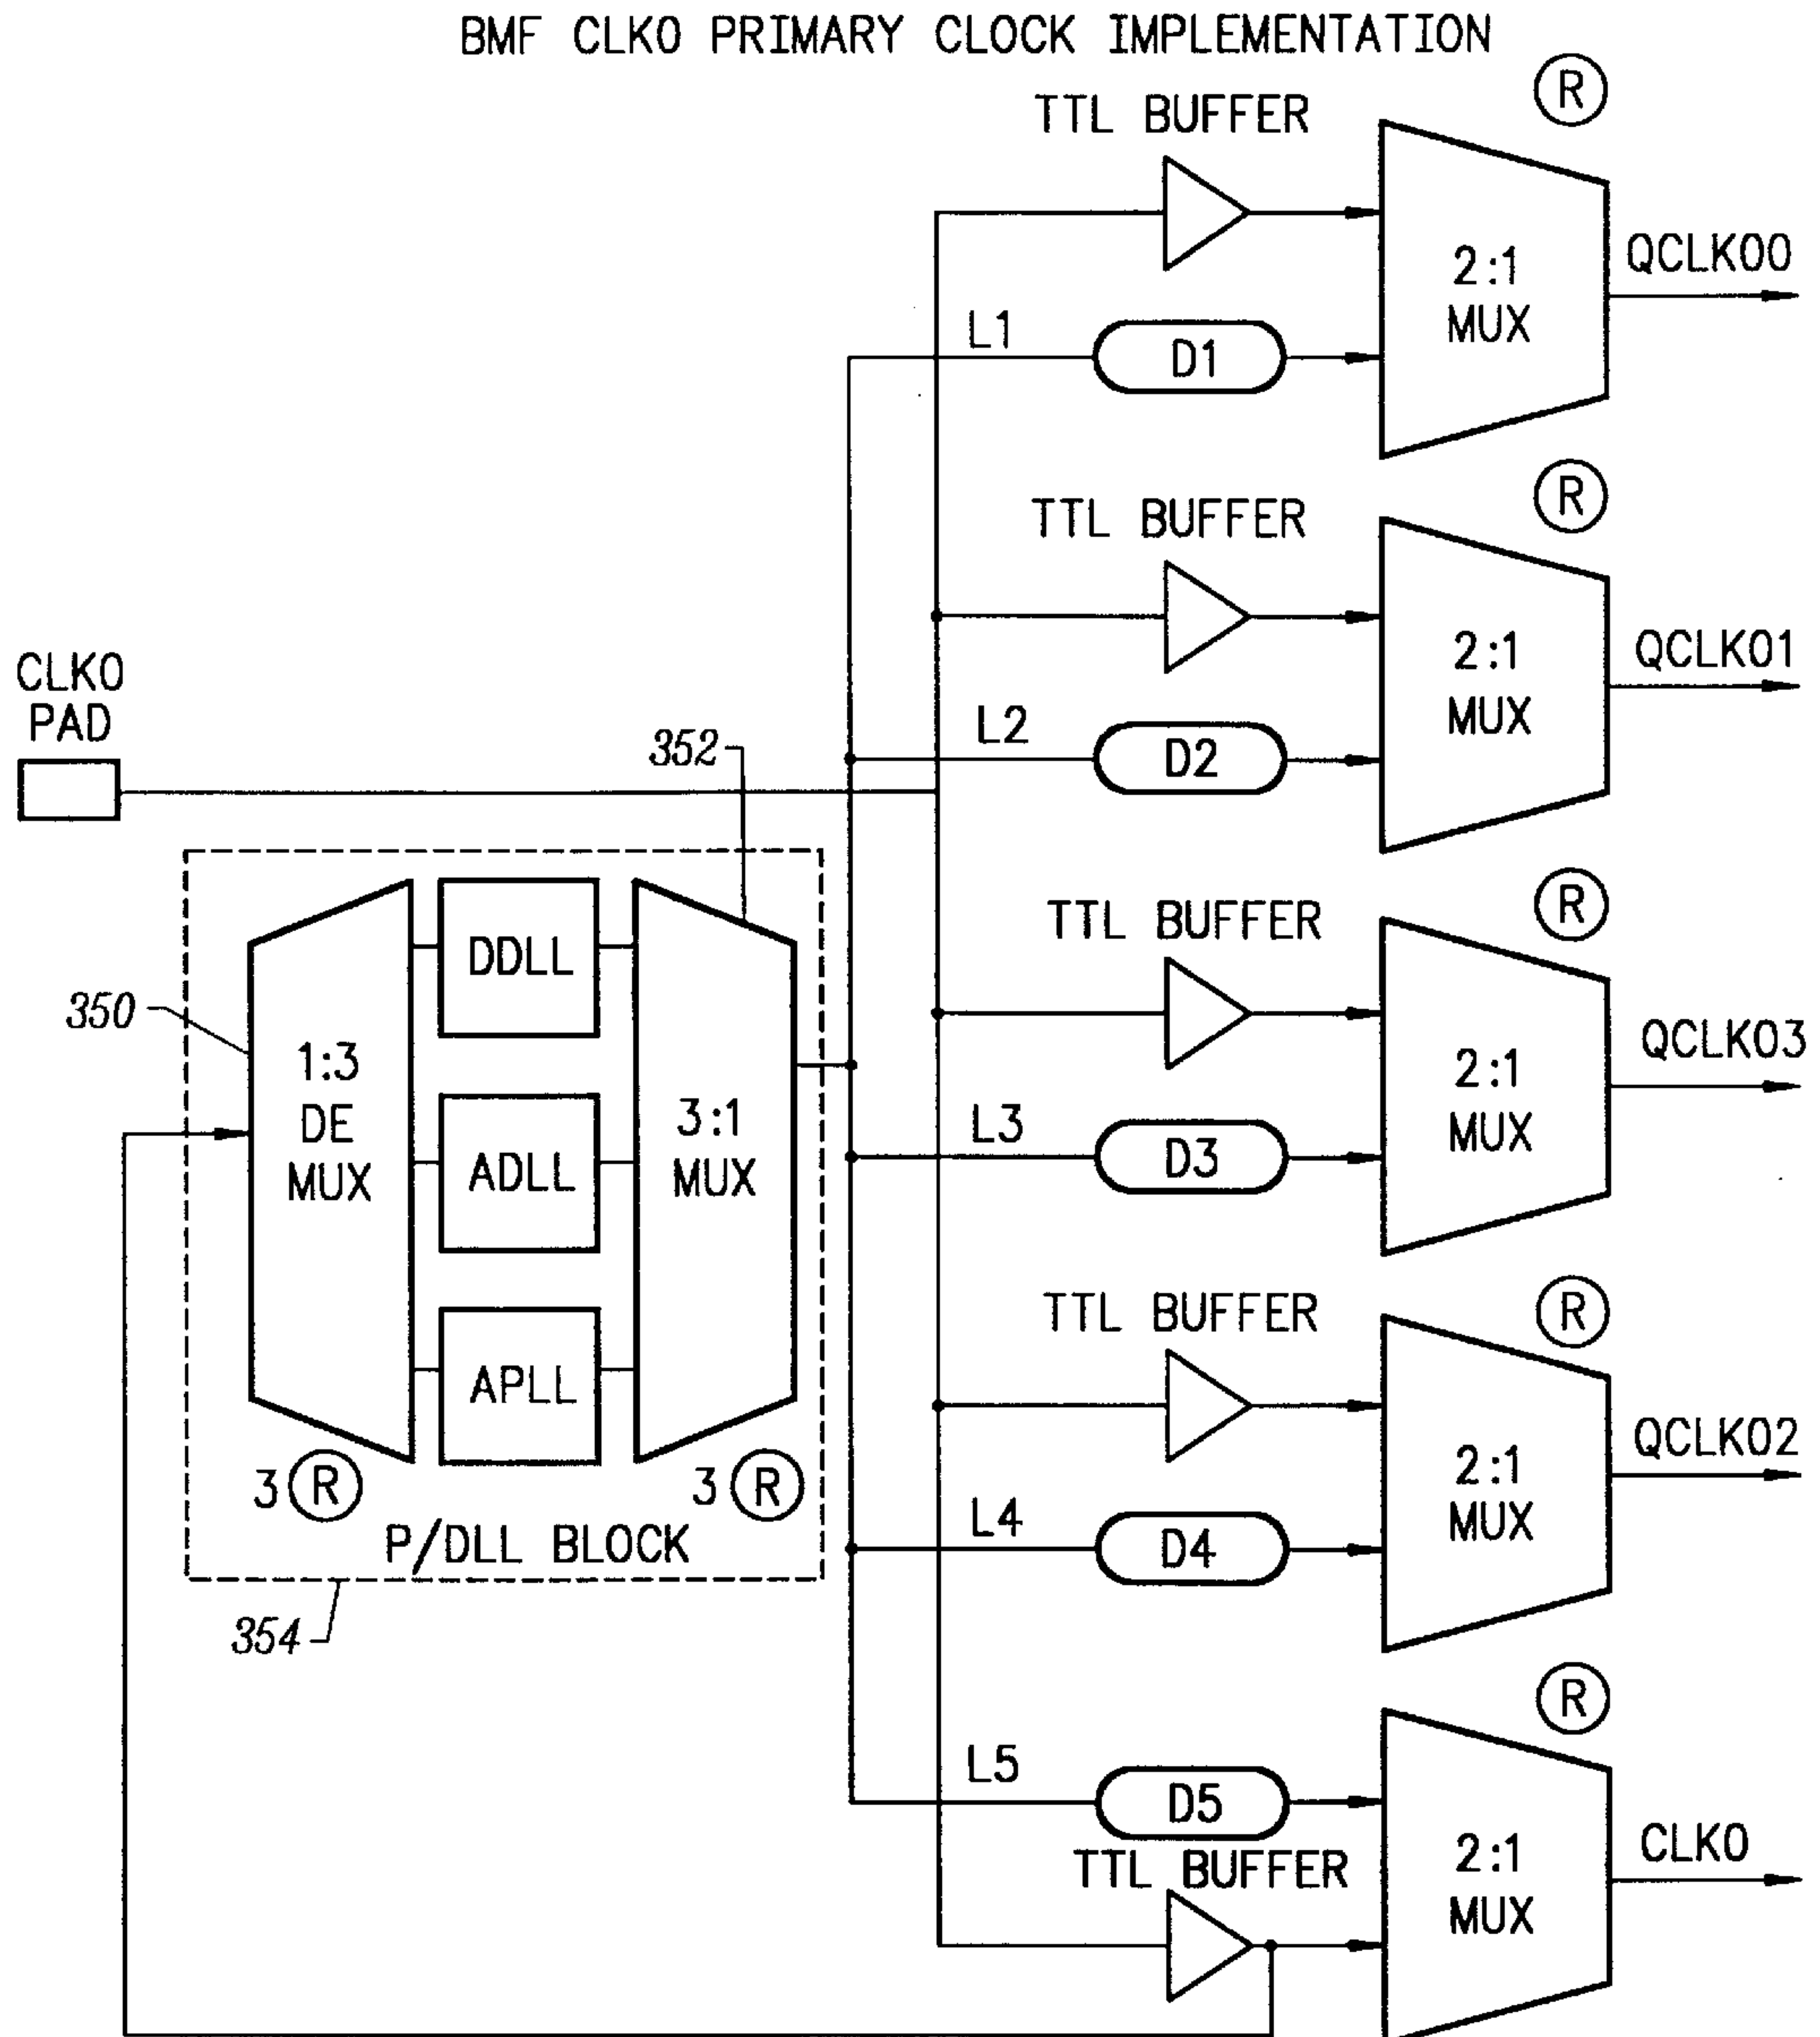 BMF CLK0 PRIMARY CLOCK IMPLEMENTATION
R
TTL BUFFER
2:1
MUX
QCLK00
L1
D1
R
TTL BUFFER
2:1
MUX
QCLK01
L2
D2
CLK0
PAD
352
R
TTL BUFFER
2:1
MUX
QCLK03
L3
D3
350
1:3
DE
MUX
DDLL
ADLL
APLL
3:1
MUX
3 R
3 R
P/DLL BLOCK
354
R
TTL BUFFER
2:1
MUX
QCLK02
L4
D4
R
L5
D5
TTL BUFFER
2:1
MUX
CLK0